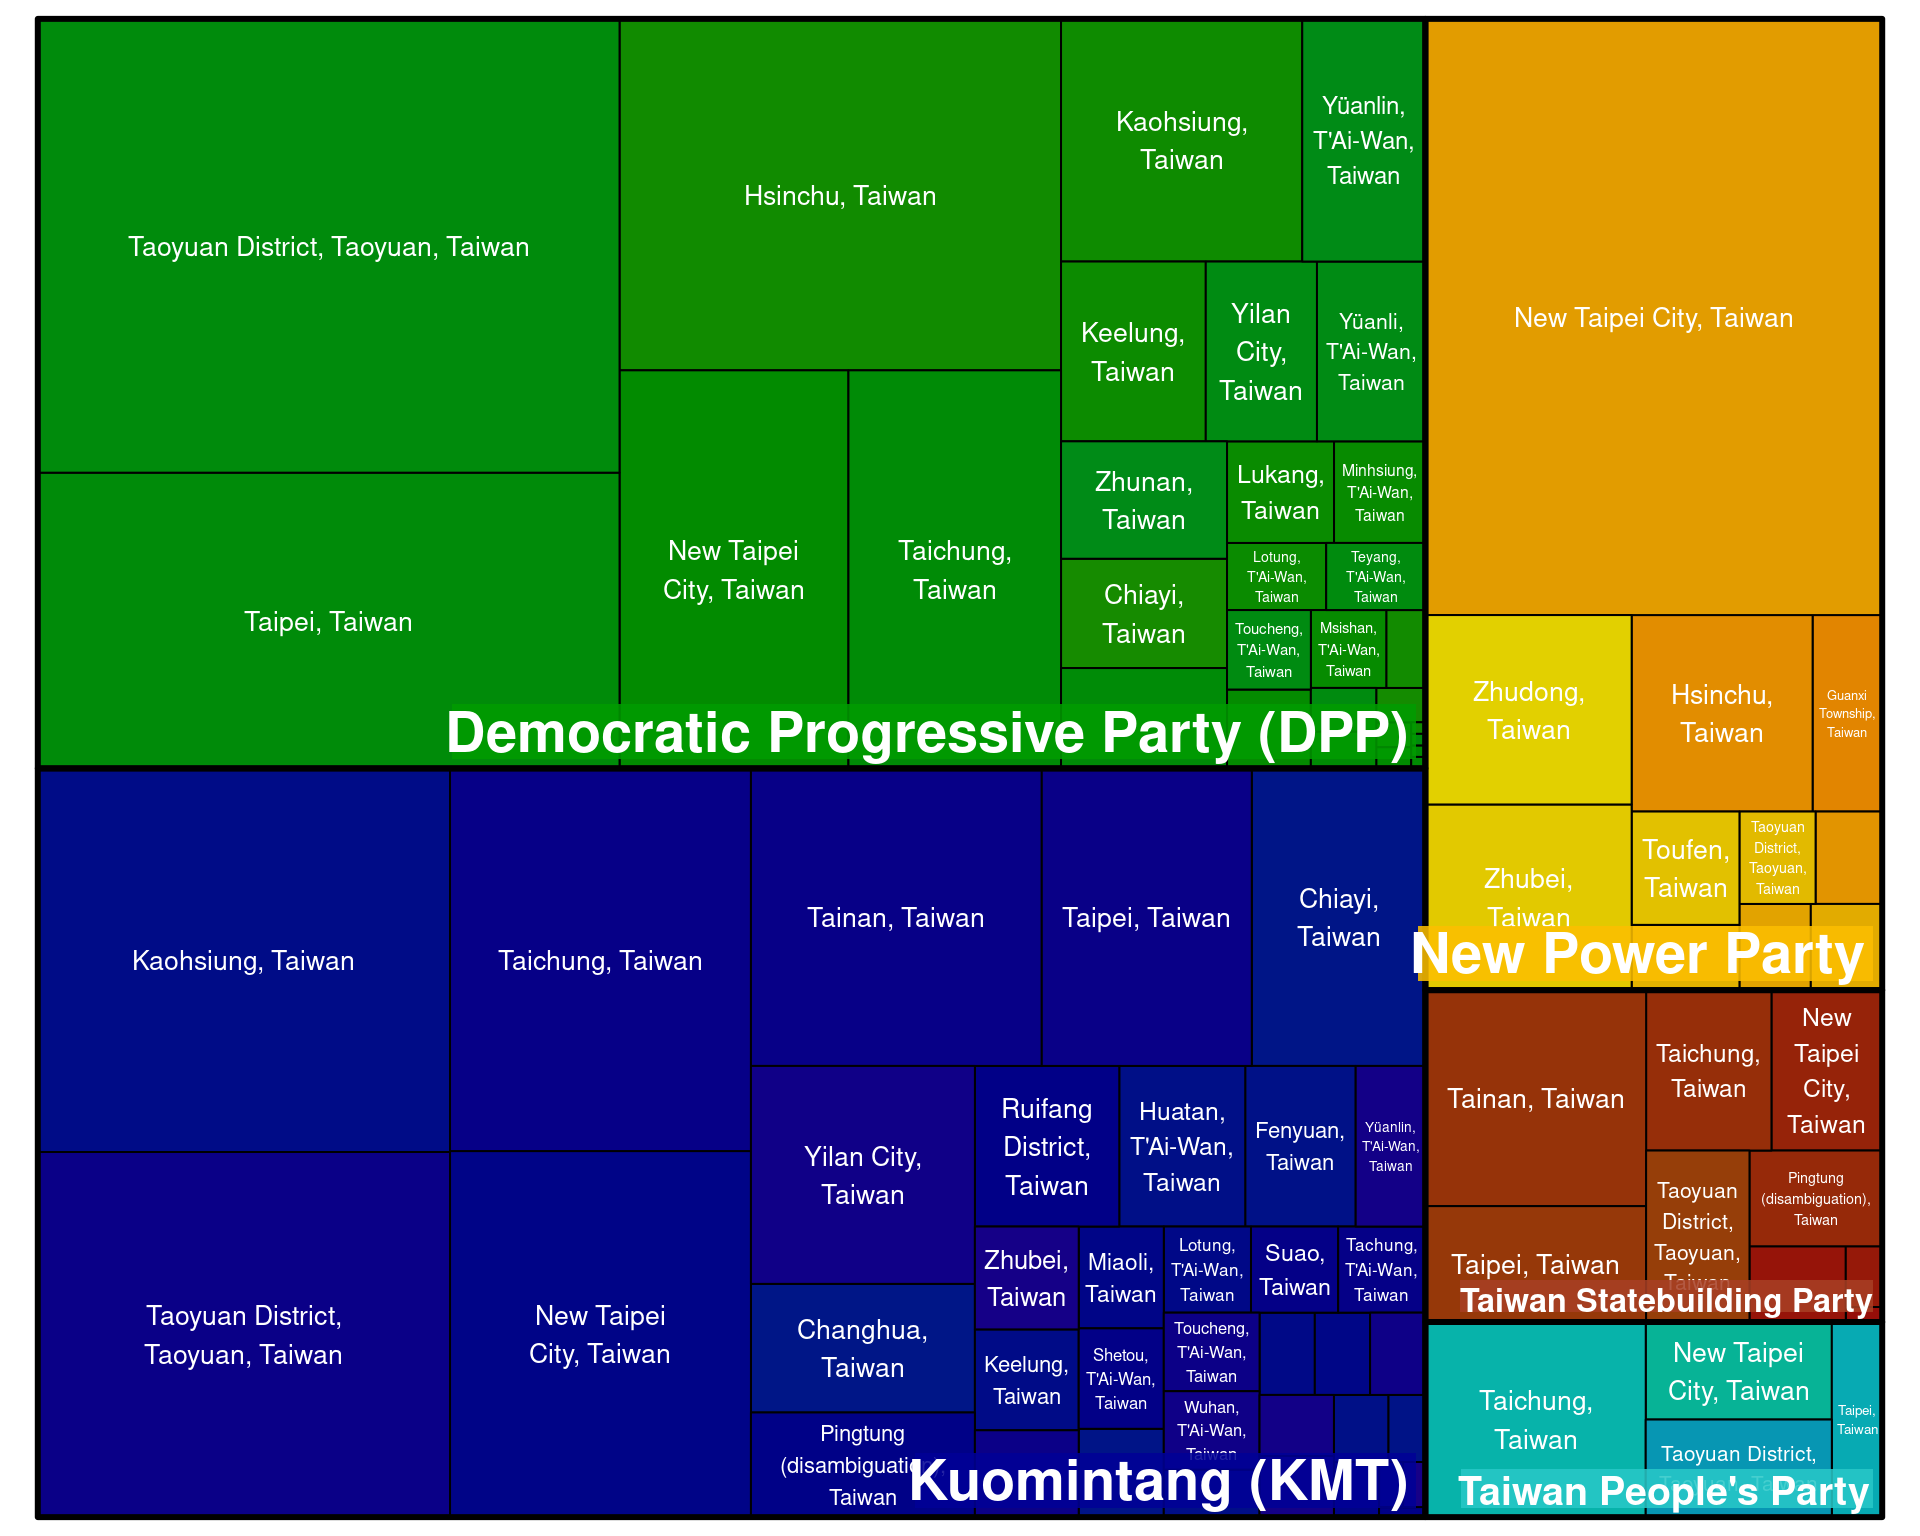 Taoyuan District, Taoyuan, Taiwan
Taipei, Taiwan
Hsinchu, Taiwan
New Taipei
City, Taiwan
Taichung,
Taiwan
Kaohsiung,
Taiwan
Yüanlin,
T'Ai-Wan,
Taiwan
Keelung,
Taiwan
Yilan
City,
Taiwan
Yüanli,
T'Ai-Wan,
Taiwan
Zhunan,
Taiwan
Chiayi,
Taiwan
Lukang,
Taiwan
Minhsiung,
T'Ai-Wan,
Taiwan
Lotung,
T'Ai-Wan,
Taiwan
Teyang,
T'Ai-Wan,
Taiwan
Toucheng,
T'Ai-Wan,
Taiwan
Msishan,
T'Ai-Wan,
Taiwan
Democratic Progressive Party (DPP)
Kaohsiung, Taiwan
Taoyuan District,
Taoyuan, Taiwan
Taichung, Taiwan
New Taipei
City, Taiwan
Tainan, Taiwan
Taipei, Taiwan
Chiayi,
Taiwan
Yilan City,
Taiwan
Changhua,
Taiwan
Pingtung
(disambiguation),
Taiwan
Ruifang
District,
Taiwan
Huatan,
T'Ai-Wan,
Taiwan
Fenyuan,
Taiwan
Yüanlin,
T'Ai-Wan,
Taiwan
Zhubei,
Taiwan
Keelung,
Taiwan
Miaoli,
Taiwan
Shetou,
T'Ai-Wan,
Taiwan
Lotung,
T'Ai-Wan,
Taiwan
Suao,
Taiwan
Tachung,
T'Ai-Wan,
Taiwan
Toucheng,
T'Ai-Wan,
Taiwan
Wuhan,
T'Ai-Wan,
Taiwan
Kuomintang (KMT)
New Taipei City, Taiwan
Zhudong,
Taiwan
Zhubei,
Taiwan
Hsinchu,
Taiwan
Guanxi
Township,
Taiwan
Toufen,
Taiwan
Taoyuan
District,
Taoyuan,
Taiwan
New Power Party
Tainan, Taiwan
Taipei, Taiwan
Taichung,
Taiwan
New
Taipei
City,
Taiwan
Taoyuan
District,
Taoyuan,
Taiwan
Pingtung
(disambiguation),
Taiwan
Taiwan Statebuilding Party
Taichung,
Taiwan
New Taipei
City, Taiwan
Taoyuan District,
Taoyuan, Taiwan
Taipei,
Taiwan
Taiwan People's Party